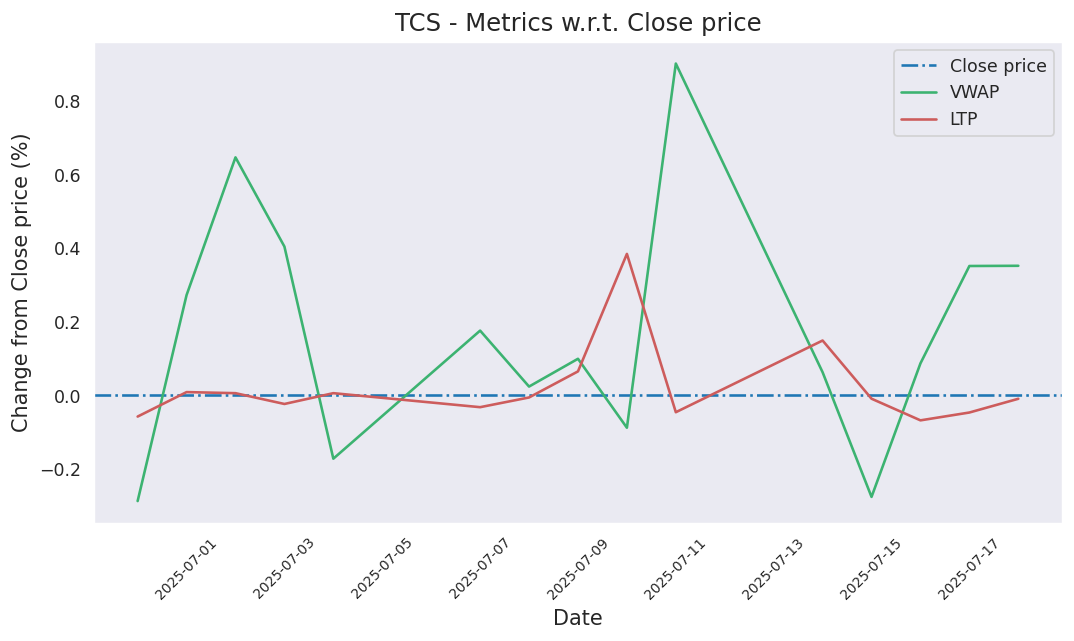 TCS - Metrics w.r.t. Close price
Close price
VWAP
LTP
Change from Close price (%)
0.8
0.6
0.4
0.2
0.0
−0.2
2025-07-01
2025-07-03
2025-07-05
2025-07-07
2025-07-09
2025-07-11
2025-07-13
2025-07-15
2025-07-17
Date